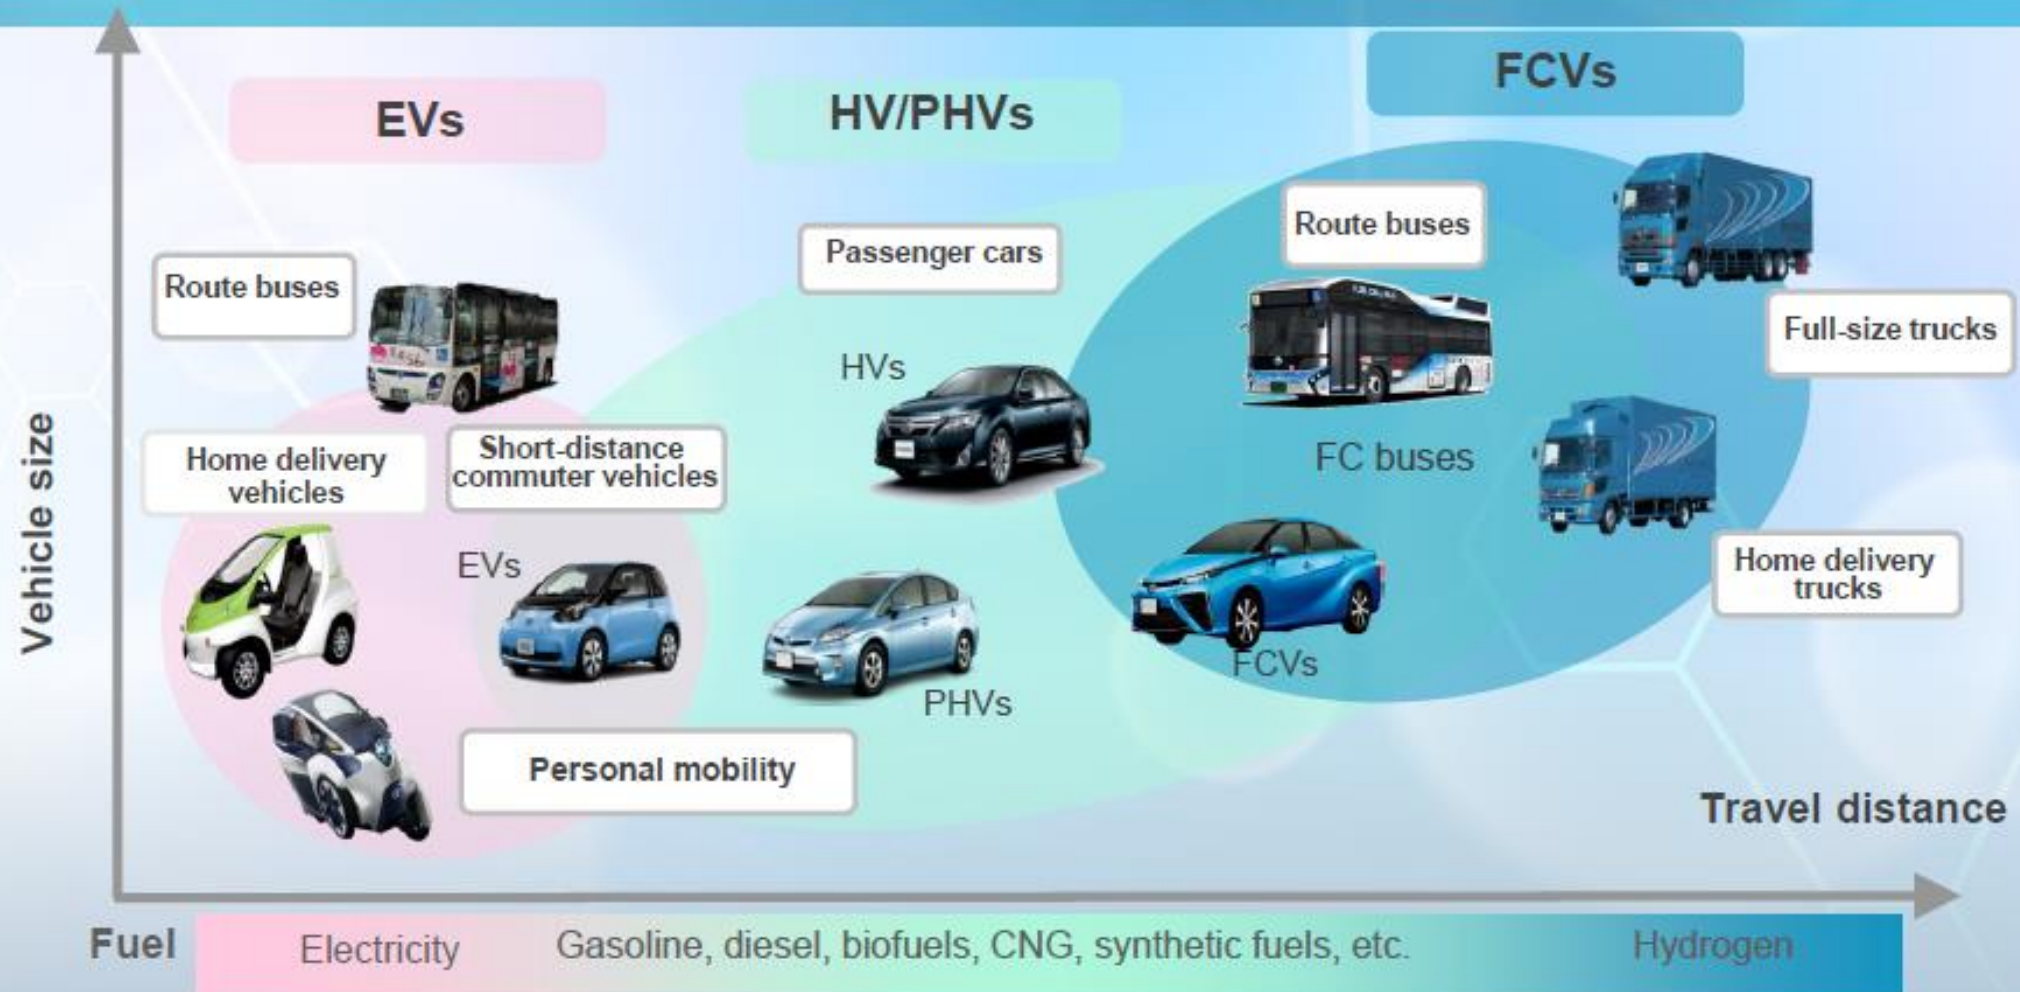 FCVs
EVs
HV/PHVs
Route buses
Passenger cars
Route buses
Full-size trucks
HVs
FC buses
Home delivery
vehicles
Short-distance
commuter vehicles
EVs
Home delivery
trucks
FCVs
PHVs
Personal mobility
Vehicle size
Travel distance
Fuel
Electricity
Gasoline, diesel, biofuels, CNG, synthetic fuels, etc.
Hydrogen